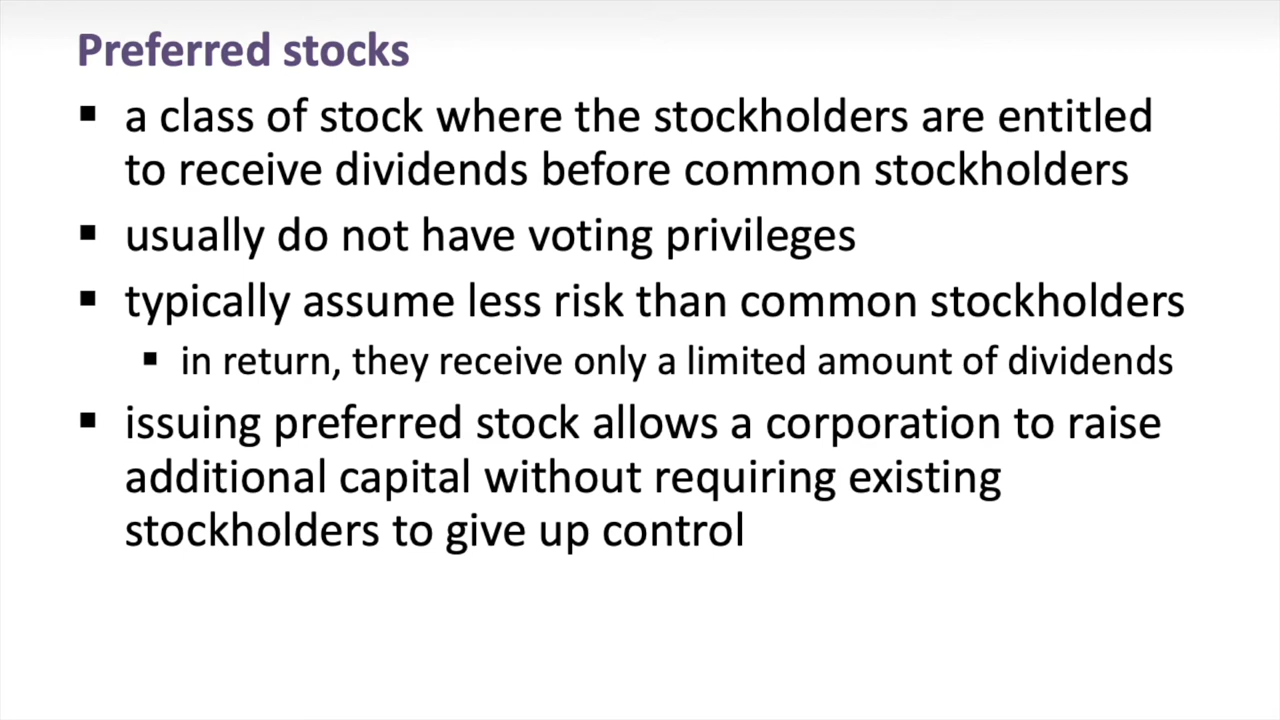 Preferred stocks
▪ a class of stock where the stockholders are entitled
to receive dividends before common stockholders
▪ usually do not have voting privileges
▪ typically assume less risk than common stockholders
▪ in return, they receive only a limited amount of dividends
▪ issuing preferred stock allows a corporation to raise
additional capital without requiring existing
stockholders to give up control